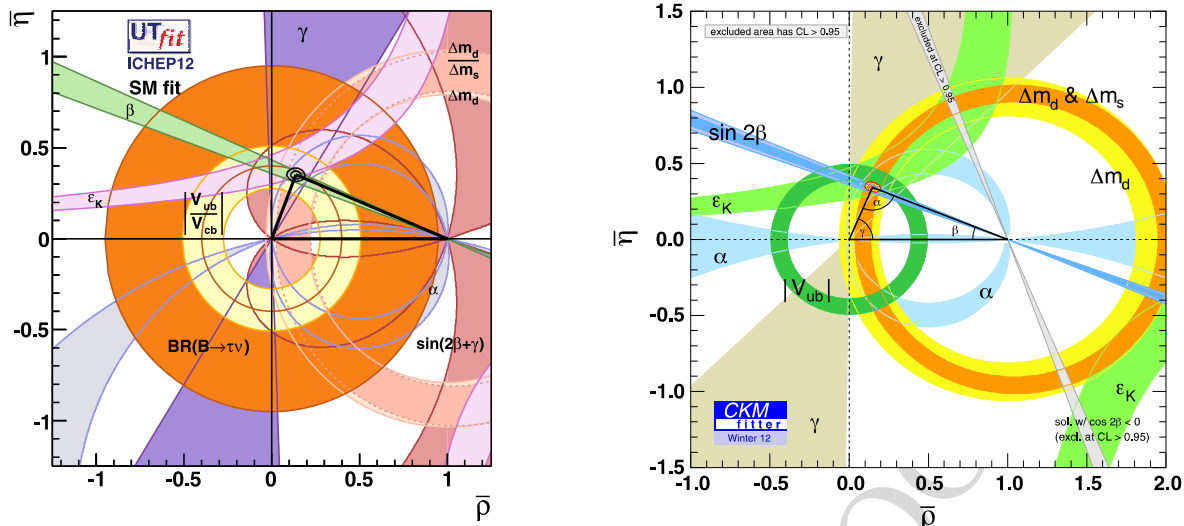 η̄
UTfit
ICHEP12
SM fit
γ
Δm_d
Δm_s
Δm_d
β
ε_K
|V_ub / V_cb|
α
BR(B→τν)
sin(2β+γ)
1
0.5
0
-0.5
-1
-1
-0.5
0
0.5
1
ρ̄
excluded area has CL > 0.95
excluded at CL > 0.95
γ
Δm_d & Δm_s
sin 2β
Δm_d
ε_K
α
α
β
γ
α
|V_ub|
ε_K
γ
CKM
fitter
Winter 12
sol. w/ cos 2β < 0
(excl. at CL > 0.95)
η̄
1.5
1.0
0.5
0.0
-0.5
-1.0
-1.5
-1.0
-0.5
0.0
0.5
1.0
1.5
2.0
ρ̄